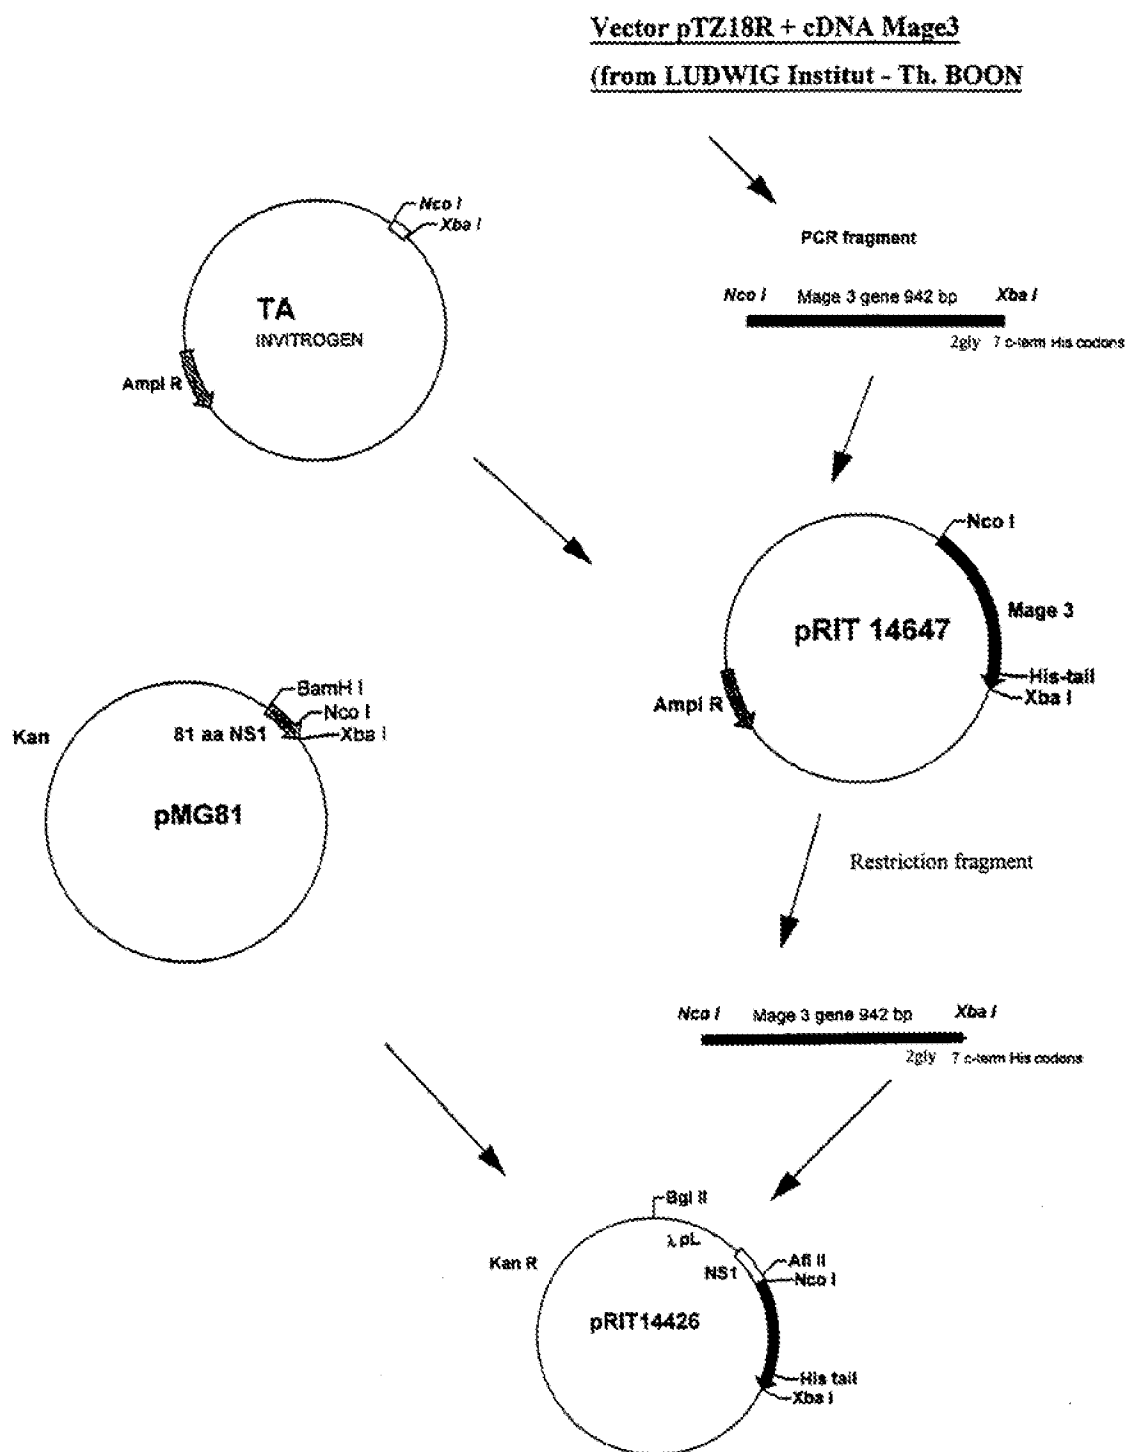 Vector pTZ18R + cDNA Mage3
(from LUDWIG Institut - Th. BOON
Nco I
Xba I
TA
INVITROGEN
Ampl R
PCR fragment
Nco I Mage 3 gene 942 bp Xba I
2gly 7 c-term His codons
Nco I
Mage 3
pRIT 14647
His-tail
Xba I
Ampl R
BamH I
Nco I
Xba I
81 aa NS1
Kan
pMG81
Restriction fragment
Nco I Mage 3 gene 942 bp Xba I
2gly 7 c-term His codons
Bgl II
λ pL
Kan R
NS1
Afl II
Nco I
pRIT14426
His tail
Xba I